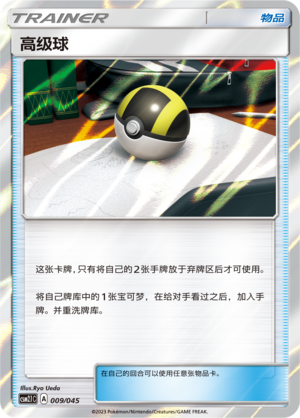 TRAINER 物品
高级球
这张卡牌,只有将自己的2张手牌放于弃牌区后才可使用。
将自己牌库中的1张宝可梦,在给对手看过之后,加入手
牌。并重洗牌库。
在自己的回合可以使用任意张物品卡。
Illus.Ryo Ueda
A 009/045
©2023 Pokémon/Nintendo/Creatures/GAME FREAK.